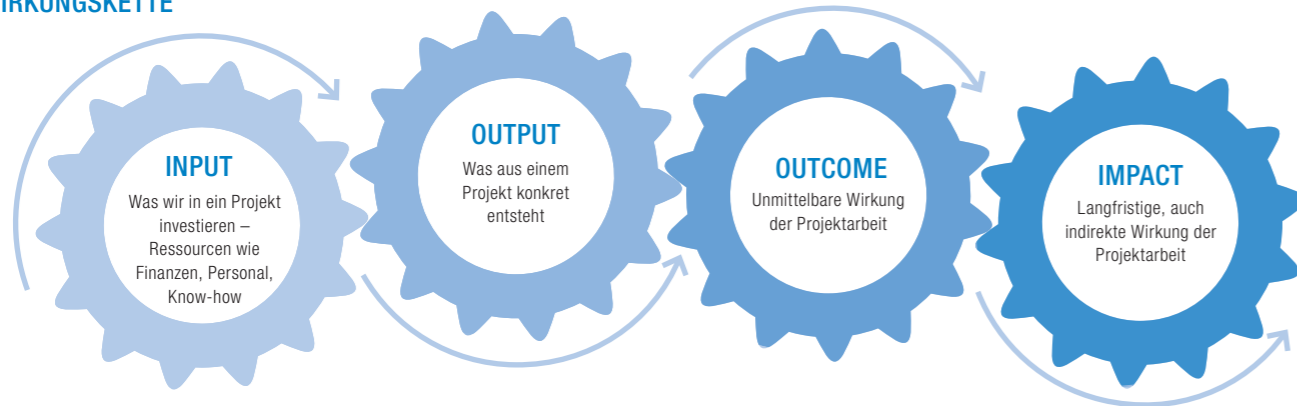 IRKUNGSKETTE
INPUT
Was wir in ein Projekt
investieren –
Ressourcen wie
Finanzen, Personal,
Know-how
OUTPUT
Was aus einem
Projekt konkret
entsteht
OUTCOME
Unmittelbare Wirkung
der Projektarbeit
IMPACT
Langfristige, auch
indirekte Wirkung der
Projektarbeit